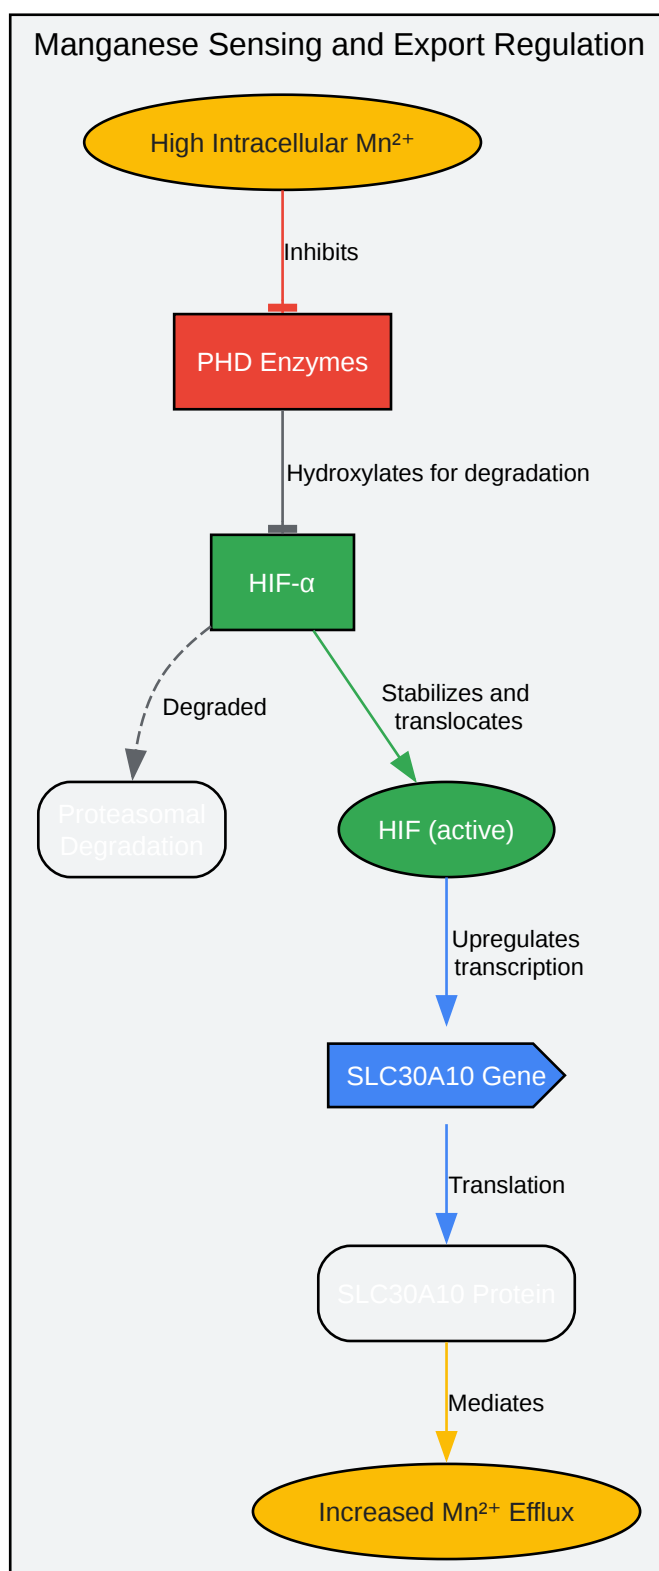 Manganese Sensing and Export Regulation
High Intracellular Mn²⁺
Inhibits
PHD Enzymes
Hydroxylates for degradation
HIF-α
Stabilizes and
translocates
Degraded
Proteasomal
Degradation
HIF (active)
Upregulates
transcription
SLC30A10 Gene
Translation
SLC30A10 Protein
Mediates
Increased Mn²⁺ Efflux